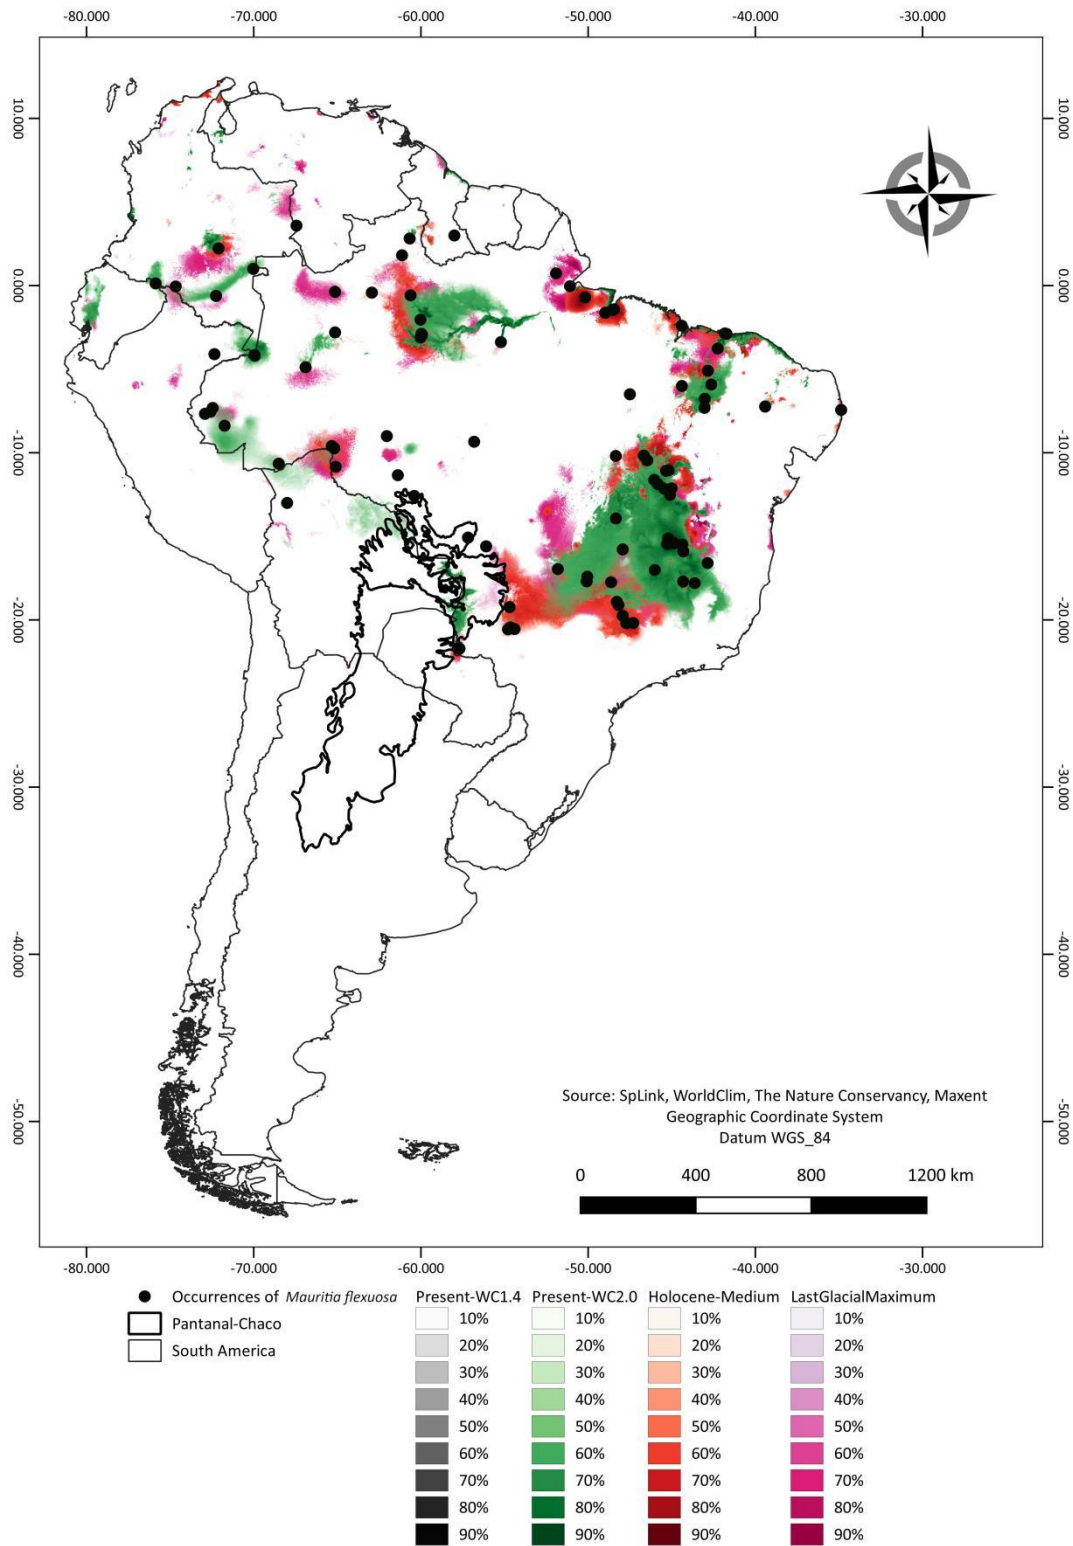 -80.000 -70.000 -60.000 -50.000 -40.000 -30.000
10.000 10.000
0.000 0.000
-10.000 -10.000
-20.000 -20.000
-30.000 -30.000
-40.000 -40.000
-50.000 -50.000
Source: SpLink, WorldClim, The Nature Conservancy, Maxent
Geographic Coordinate System
Datum WGS_84
0 400 800 1200 km
-80.000 -70.000 -60.000 -50.000 -40.000 -30.000
Occurrences of Mauritia flexuosa
Pantanal-Chaco
South America
Present-WC1.4 Present-WC2.0 Holocene-Medium LastGlacialMaximum
10% 10% 10% 10%
20% 20% 20% 20%
30% 30% 30% 30%
40% 40% 40% 40%
50% 50% 50% 50%
60% 60% 60% 60%
70% 70% 70% 70%
80% 80% 80% 80%
90% 90% 90% 90%